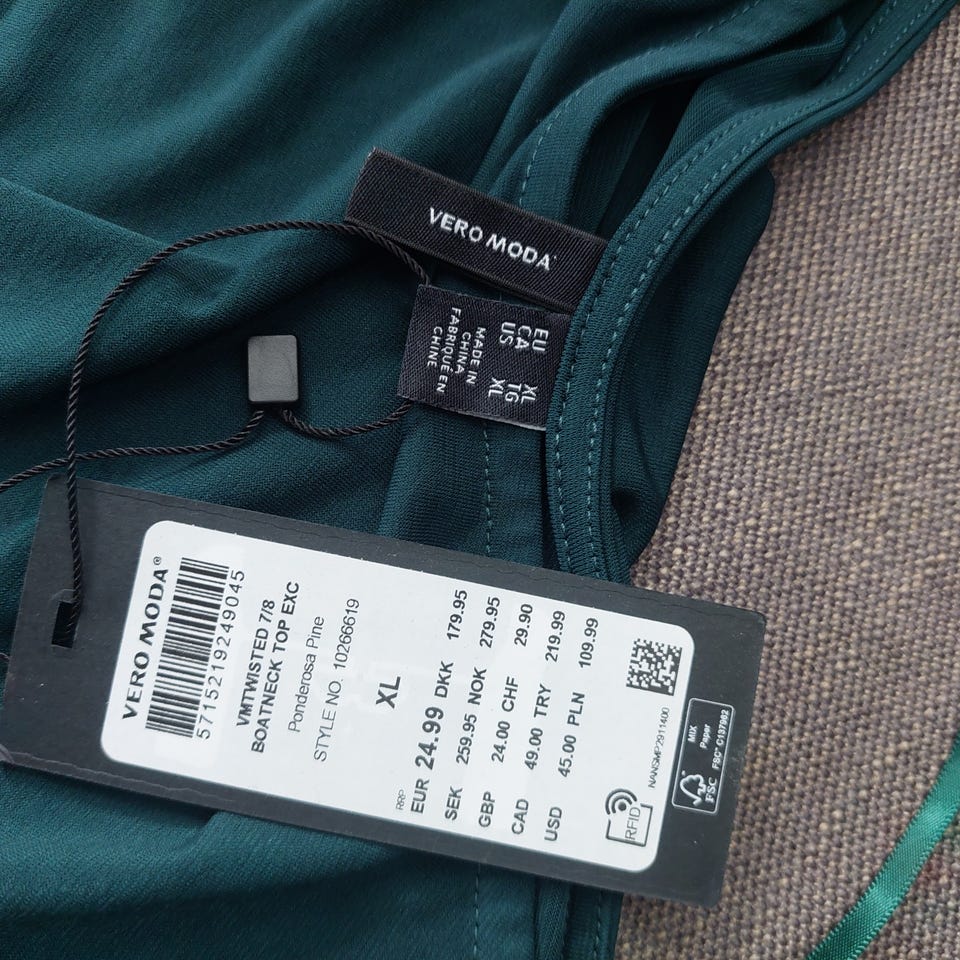 VERO MODA
EU XL
CA TG
US XL
MADE IN
CHINA
FABRIQUÉ EN
CHINE
VERO MODA®
5715219249045
VMTWISTED 7/8
BOATNECK TOP EXC
Ponderosa Pine
STYLE NO. 10266619
XL
RRP
EUR 24.99 DKK 179.95
SEK 259.95 NOK 279.95
GBP 24.00 CHF 29.90
CAD 49.00 TRY 219.99
USD 45.00 PLN 109.99
RFID
NANSMP2911400
FSC
MIX
Paper
FSC™ C137962